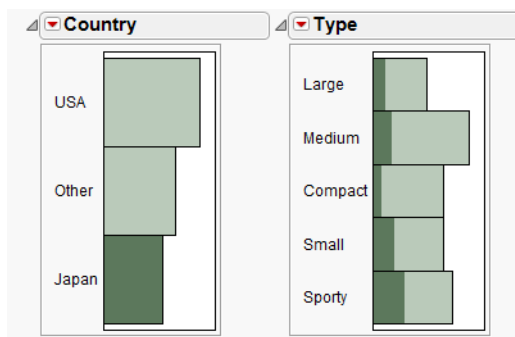 Country
USA
Other
Japan
Type
Large
Medium
Compact
Small
Sporty